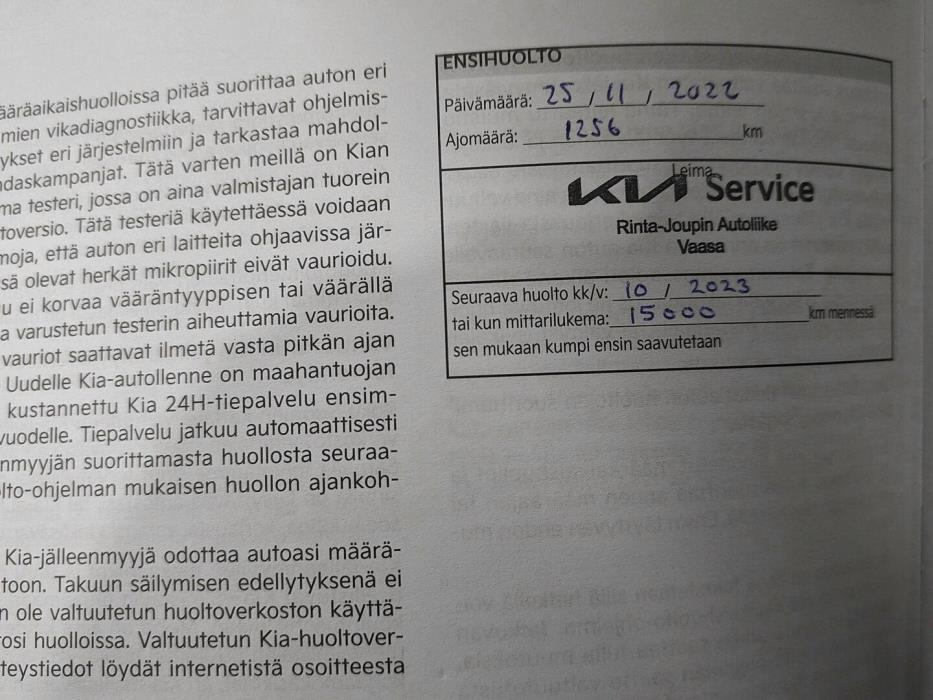 ääräaikaishuolloissa pitää suorittaa auton eri
mien vikadiagnostiikka, tarvittavat ohjelmis-
ykset eri järjestelmiin ja tarkastaa mahdol-
daskampanjat. Tätä varten meillä on Kian
ma testeri, jossa on aina valmistajan tuorein
toversio. Tätä testeriä käytettäessä voidaan
moja, että auton eri laitteita ohjaavissa jär-
sä olevat herkät mikropiirit eivät vaurioidu.
u ei korvaa vääräntyyppisen tai väärällä
a varustetun testerin aiheuttamia vaurioita.
vauriot saattavat ilmetä vasta pitkän ajan
Uudelle Kia-autollenne on maahantuojan
kustannettu Kia 24H-tiepalvelu ensim-
vuodelle. Tiepalvelu jatkuu automaattisesti
nmyyjän suorittamasta huollosta seuraa-
lto-ohjelman mukaisen huollon ajankoh-
Kia-jälleenmyyjä odottaa autoasi määrä-
toon. Takuun säilymisen edellytyksenä ei
n ole valtuutetun huoltoverkoston käyttä-
osi huolloissa. Valtuutetun Kia-huoltover-
teystiedot löydät internetistä osoitteesta
ENSIHUOLTO
Päivämäärä: 25 / 11 / 2022
Ajomäärä: 1256 km
Leima
KIA Service
Rinta-Joupin Autoliike
Vaasa
Seuraava huolto kk/v: 10 / 2023
tai kun mittarilukema: 15000 km mennessä
sen mukaan kumpi ensin saavutetaan